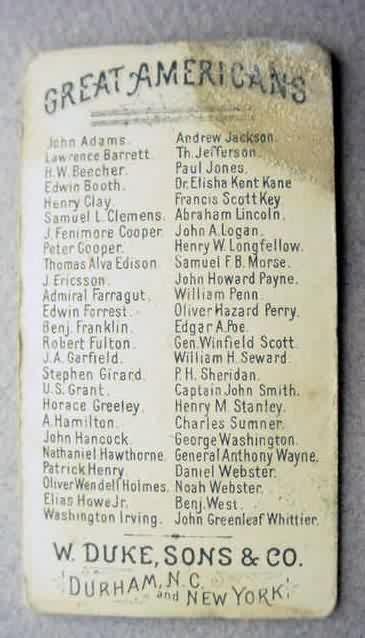 GREAT AMERICANS
John Adams.
Lawrence Barrett.
H.W. Beecher.
Edwin Booth.
Henry Clay.
Samuel L. Clemens.
J. Fenimore Cooper.
Peter Cooper.
Thomas Alva Edison.
J. Ericsson.
Admiral Farragut.
Edwin Forrest.
Benj. Franklin.
Robert Fulton.
J.A. Garfield.
Stephen Girard.
U.S. Grant.
Horace Greeley.
A. Hamilton.
John Hancock.
Nathaniel Hawthorne.
Patrick Henry.
Oliver Wendell Holmes.
Elias Howe Jr.
Washington Irving.
Andrew Jackson.
Th. Jefferson.
Paul Jones.
Dr. Elisha Kent Kane
Francis Scott Key.
Abraham Lincoln.
John A. Logan.
Henry W. Longfellow.
Samuel F.B. Morse.
John Howard Payne.
William Penn.
Oliver Hazard Perry.
Edgar A. Poe.
Gen. Winfield Scott.
William H. Seward.
P.H. Sheridan.
Captain John Smith.
Henry M Stanley.
Charles Sumner.
George Washington.
General Anthony Wayne.
Daniel Webster.
Noah Webster.
Benj. West.
John Greenleaf Whittier.
W. DUKE, SONS & CO.
DURHAM, N.C. and NEW YORK.